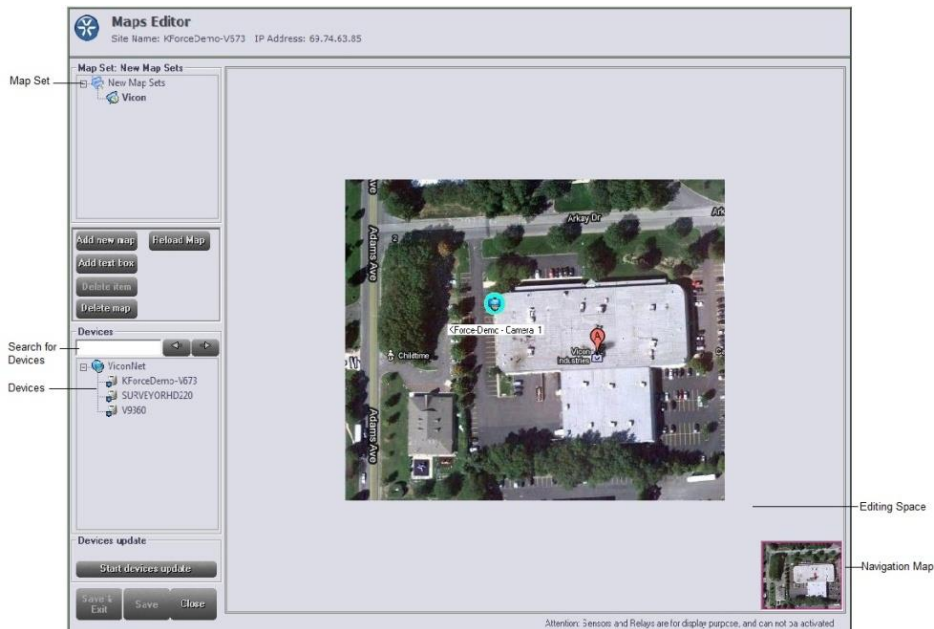 Maps Editor
Site Name: KForceDemo-V573 IP Address: 69.74.63.85
Map Set: New Map Sets
Map Set
New Map Sets
Vicon
Add new map
Reload Map
Add text box
Delete item
Delete map
Devices
Search for
Devices
ViconNet
Devices
KForceDemo-V673
SURVEYORHD220
V9360
Devices update
Start devices update
Save &
Exit
Save
Close
Adams Ave
Arkay Dr
Ark
KForce-Demo - Camera 1
A
Vicon
Industries
Childtime
Adams Ave
Editing Space
Navigation Map
Attention: Sensors and Relays are for display purpose, and can not be activated